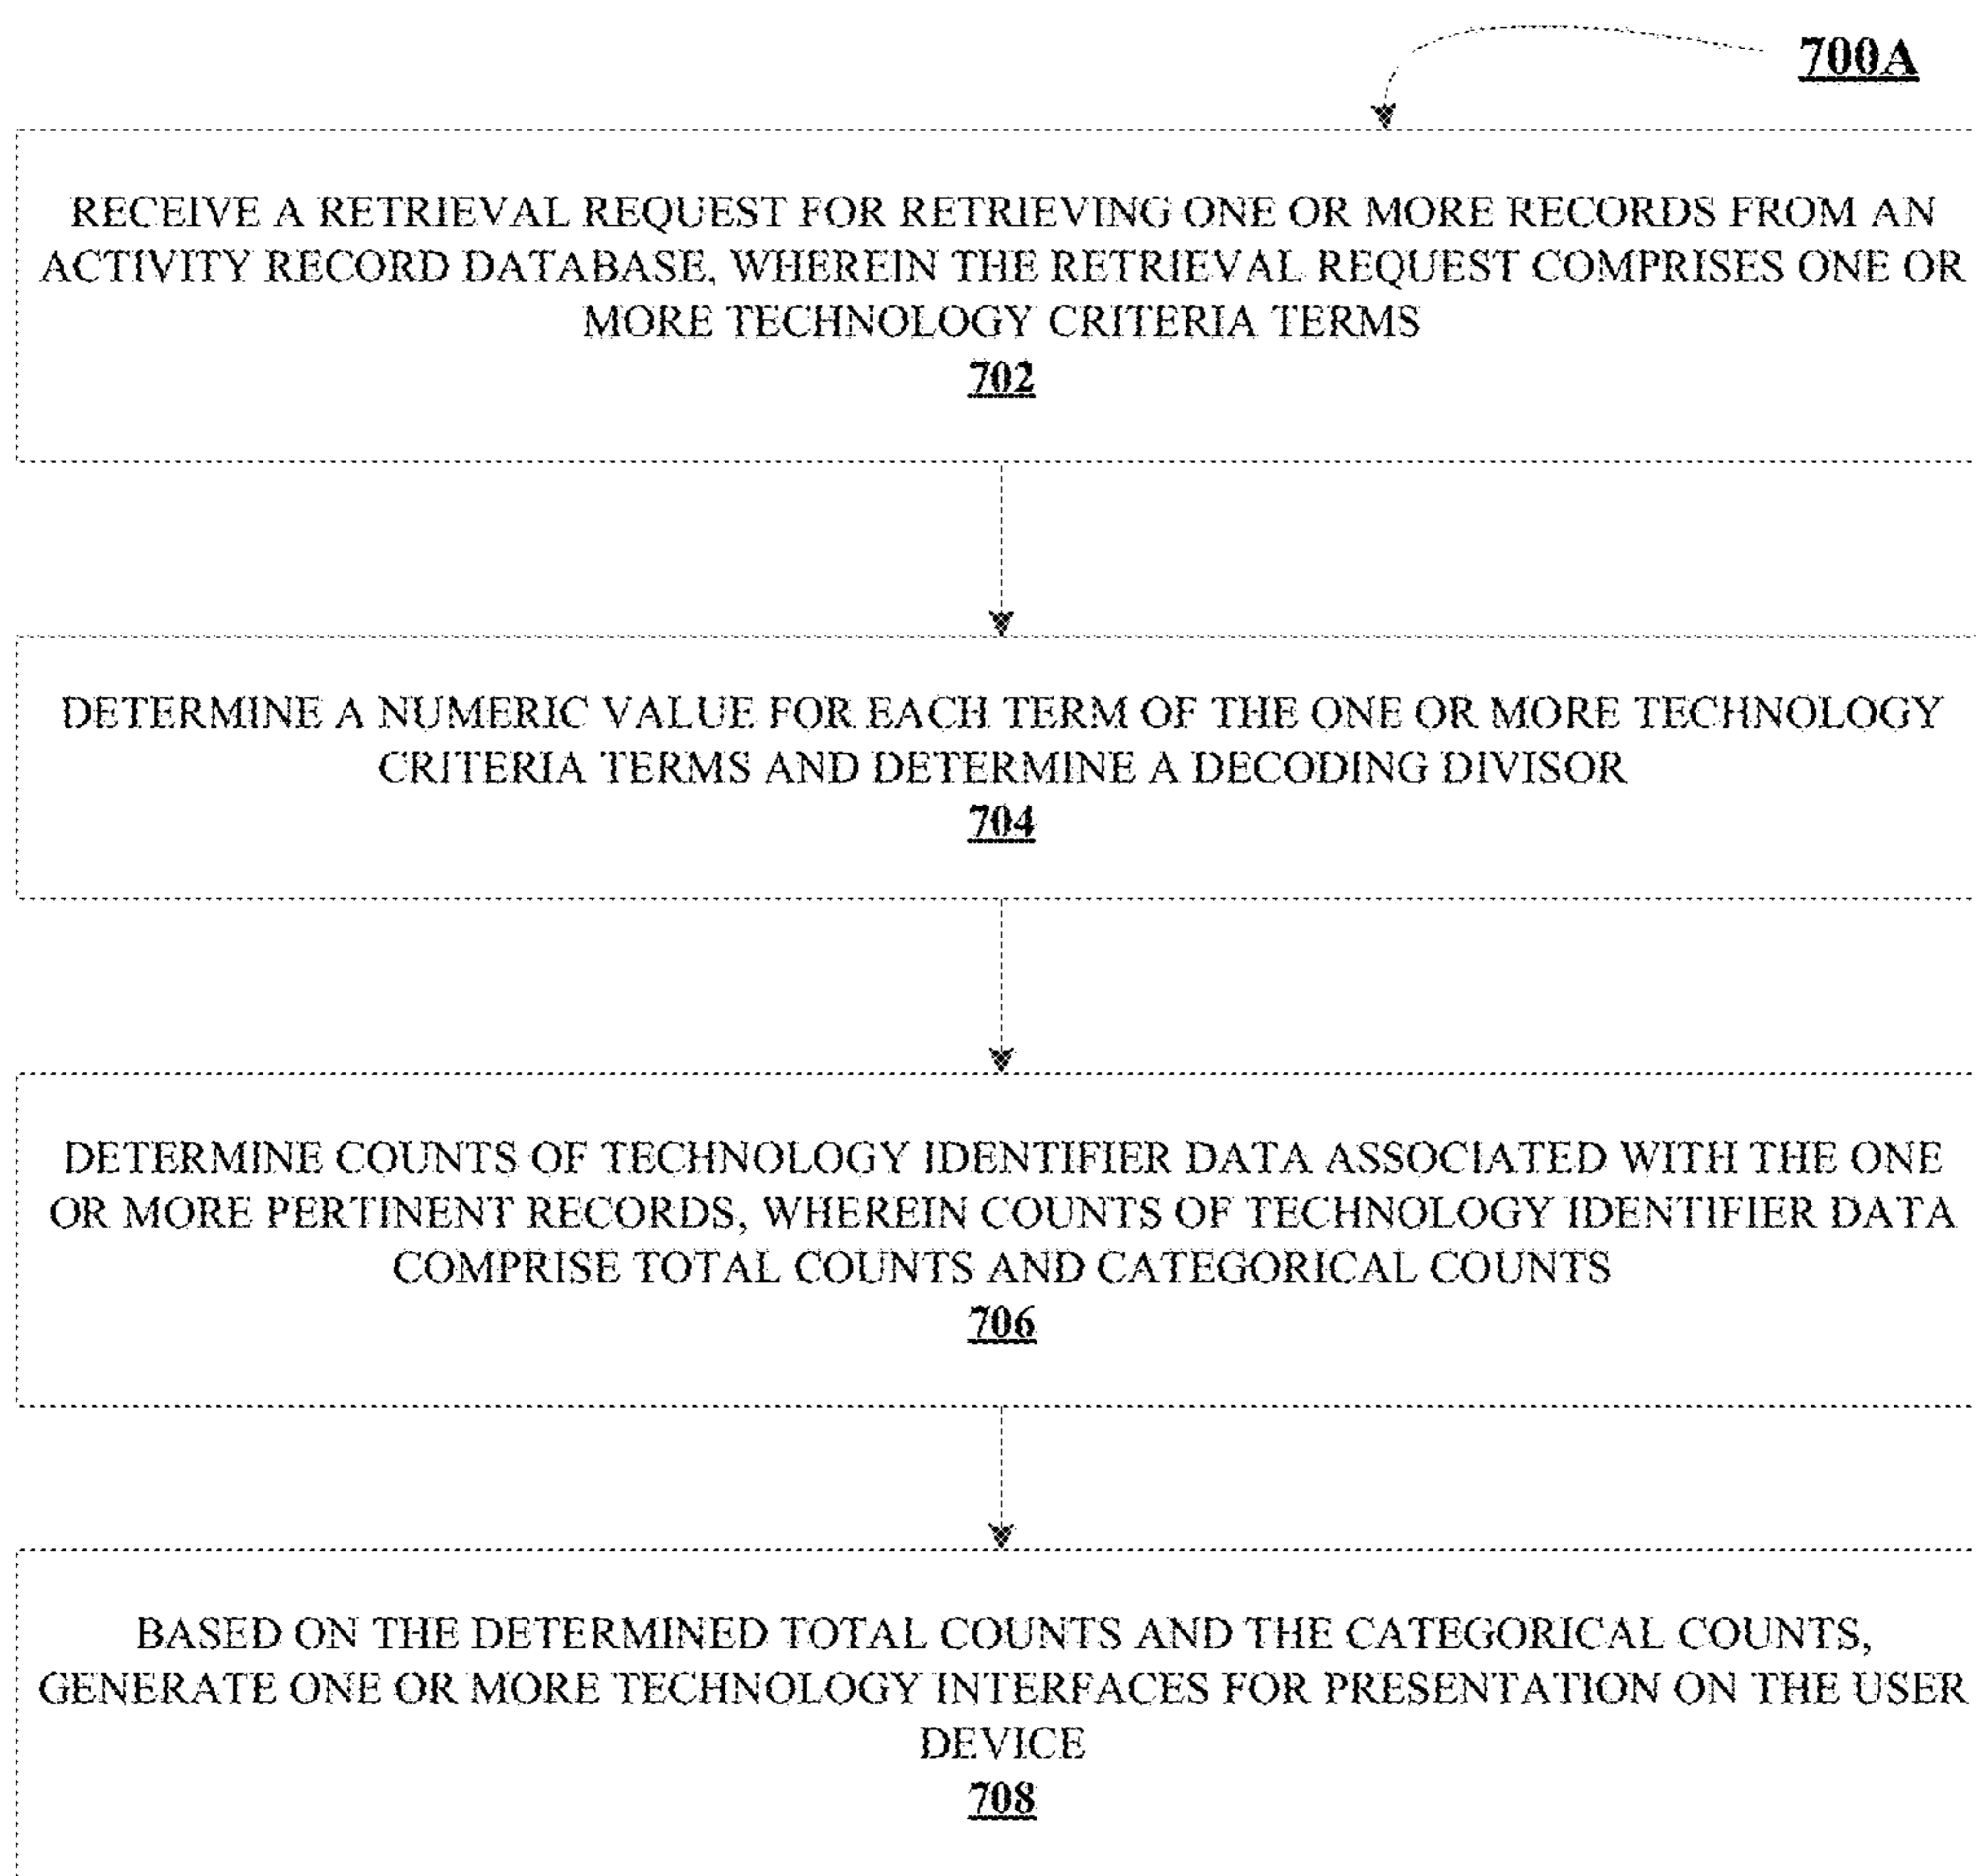 700A
RECEIVE A RETRIEVAL REQUEST FOR RETRIEVING ONE OR MORE RECORDS FROM AN
ACTIVITY RECORD DATABASE, WHEREIN THE RETRIEVAL REQUEST COMPRISES ONE OR
MORE TECHNOLOGY CRITERIA TERMS
702
DETERMINE A NUMERIC VALUE FOR EACH TERM OF THE ONE OR MORE TECHNOLOGY
CRITERIA TERMS AND DETERMINE A DECODING DIVISOR
704
DETERMINE COUNTS OF TECHNOLOGY IDENTIFIER DATA ASSOCIATED WITH THE ONE
OR MORE PERTINENT RECORDS, WHEREIN COUNTS OF TECHNOLOGY IDENTIFIER DATA
COMPRISE TOTAL COUNTS AND CATEGORICAL COUNTS
706
BASED ON THE DETERMINED TOTAL COUNTS AND THE CATEGORICAL COUNTS,
GENERATE ONE OR MORE TECHNOLOGY INTERFACES FOR PRESENTATION ON THE USER
DEVICE
708